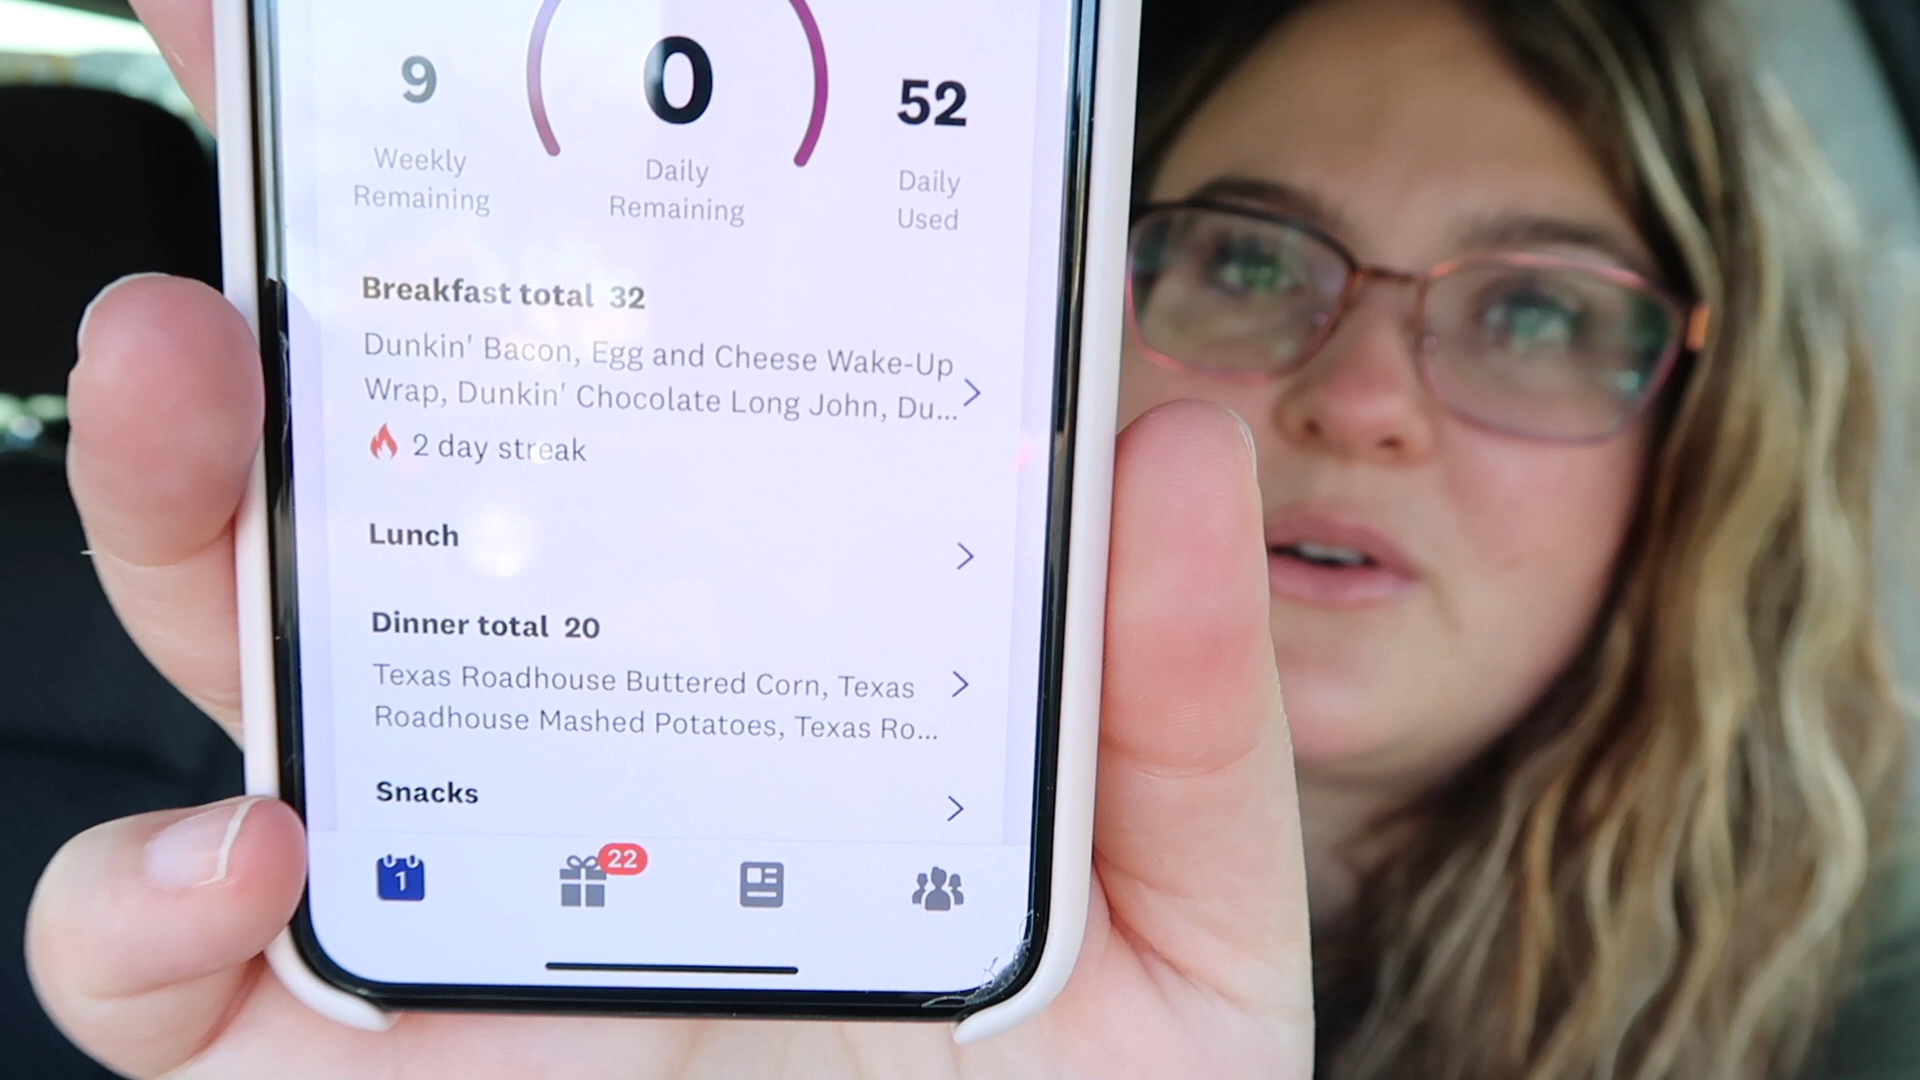 9
0
52
Weekly
Remaining
Daily
Remaining
Daily
Used
Breakfast total 32
Dunkin' Bacon, Egg and Cheese Wake-Up
Wrap, Dunkin' Chocolate Long John, Du...
2 day streak
Lunch
Dinner total 20
Texas Roadhouse Buttered Corn, Texas
Roadhouse Mashed Potatoes, Texas Ro...
Snacks
1
22